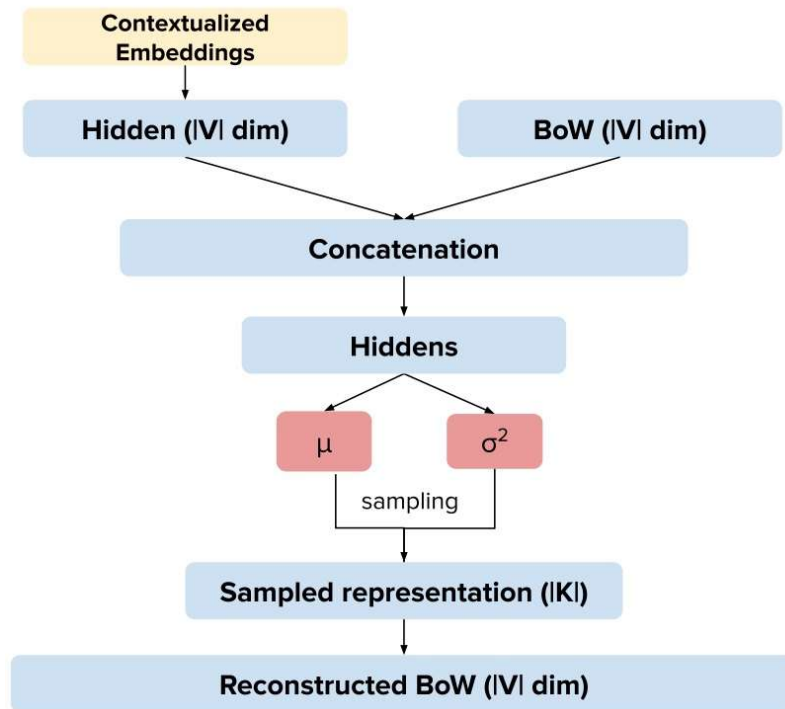 Contextualized
Embeddings
Hidden (|V| dim)
BoW (|V| dim)
Concatenation
Hiddens
μ
σ²
sampling
Sampled representation (|K|)
Reconstructed BoW (|V| dim)